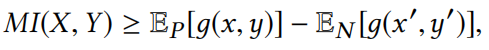 MI(X, Y) ≥ 𝔼_P[g(x, y)] − 𝔼_N[g(x′, y′)],